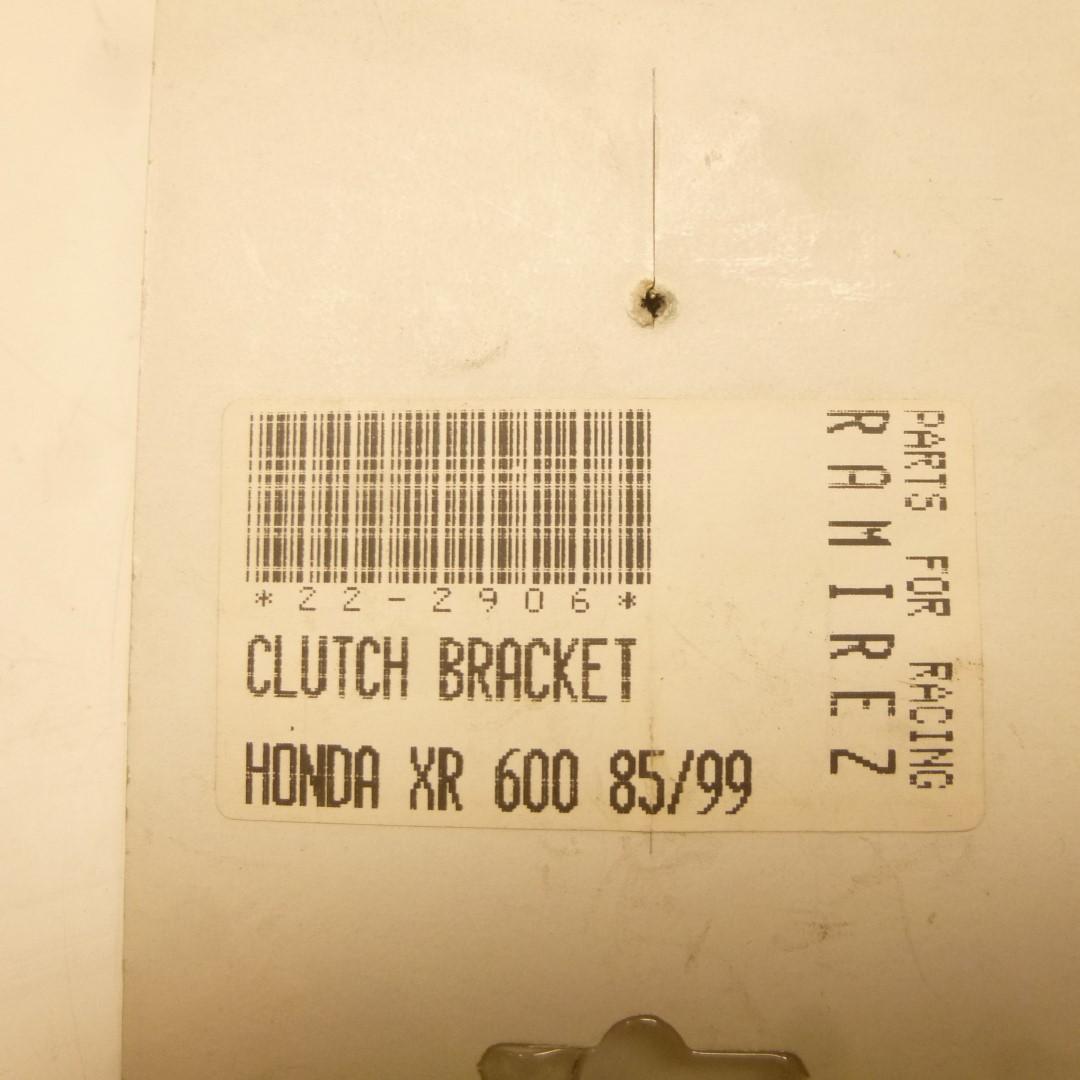 *22-2906*
CLUTCH BRACKET
HONDA XR 600 85/99
PARTS FOR RACING
RAMIREZ